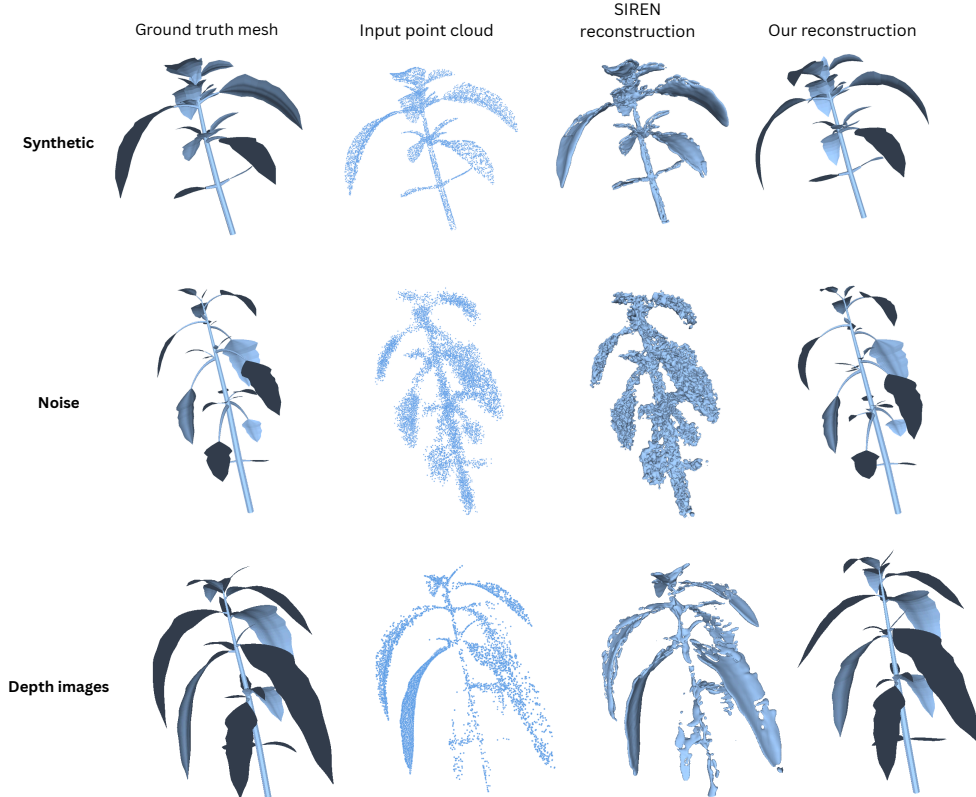 Ground truth mesh
Input point cloud
SIREN
reconstruction
Our reconstruction
Synthetic
Noise
Depth images